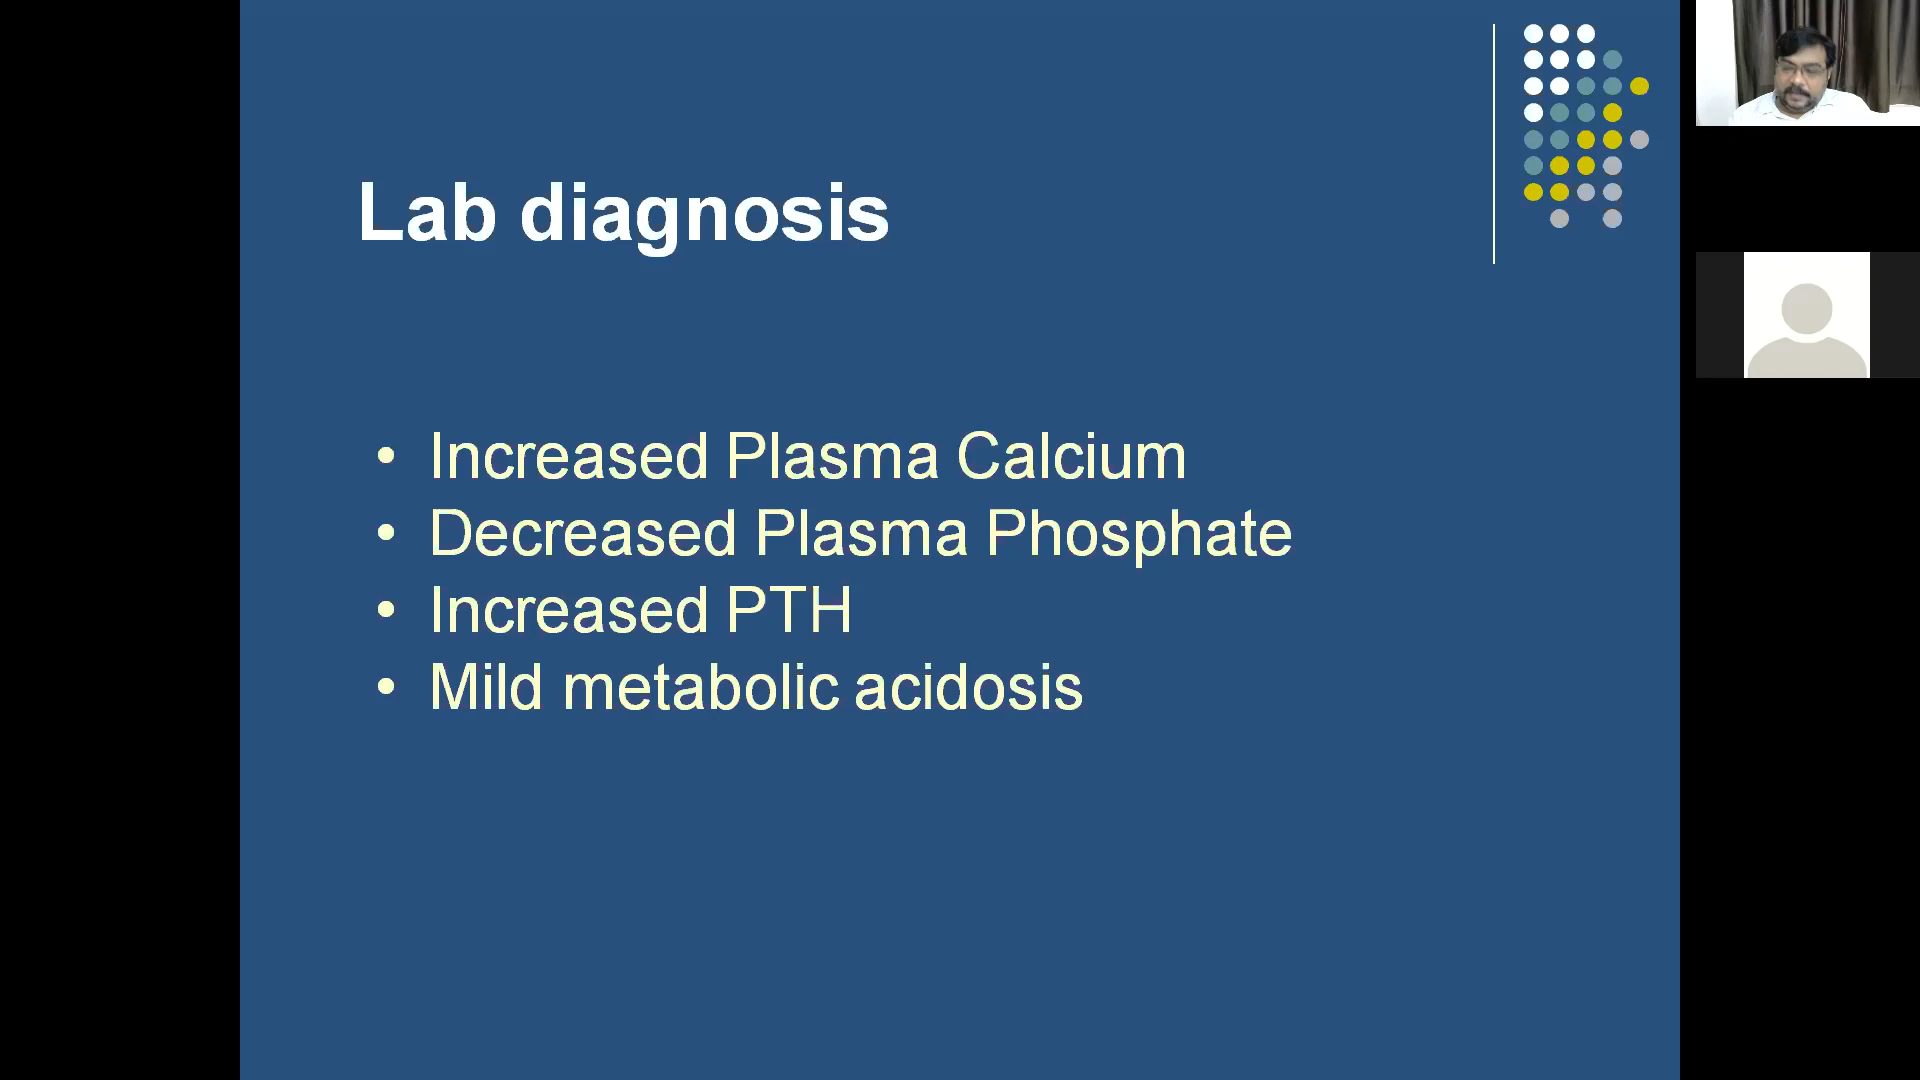 Lab diagnosis
• Increased Plasma Calcium
• Decreased Plasma Phosphate
• Increased PTH
• Mild metabolic acidosis